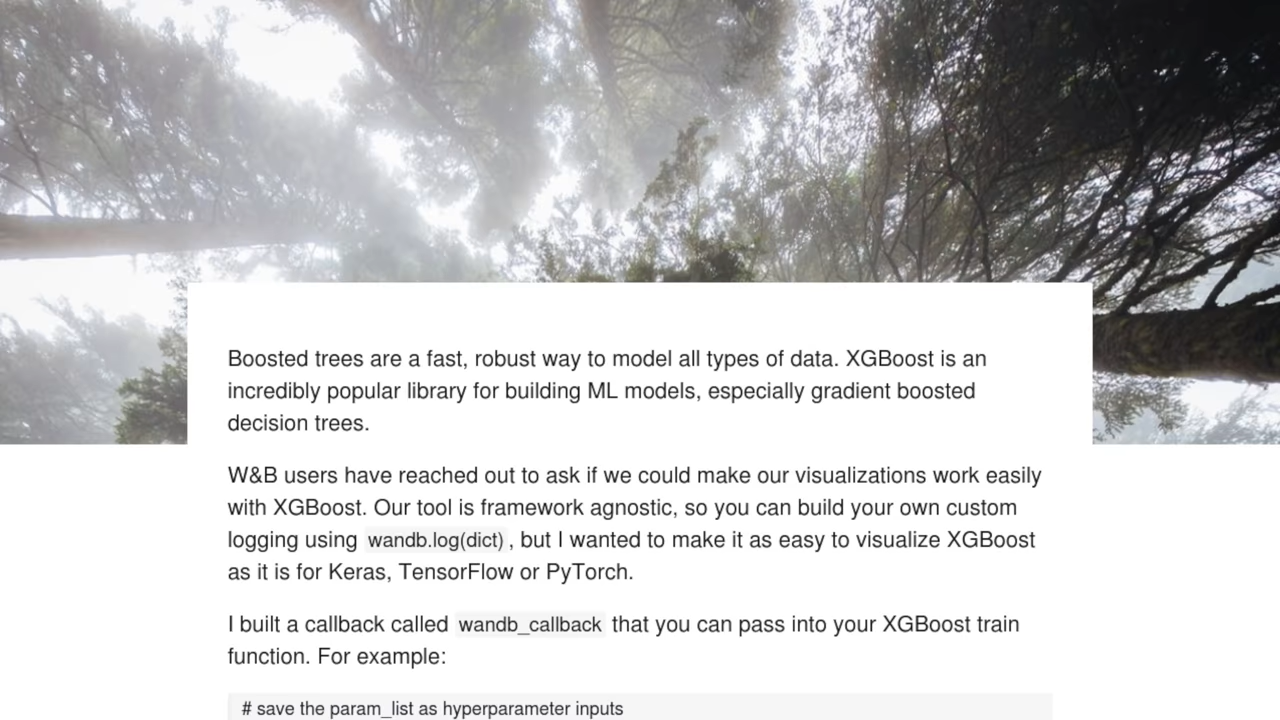 Boosted trees are a fast, robust way to model all types of data. XGBoost is an
incredibly popular library for building ML models, especially gradient boosted
decision trees.
W&B users have reached out to ask if we could make our visualizations work easily
with XGBoost. Our tool is framework agnostic, so you can build your own custom
logging using wandb.log(dict), but I wanted to make it as easy to visualize XGBoost
as it is for Keras, TensorFlow or PyTorch.
I built a callback called wandb_callback that you can pass into your XGBoost train
function. For example:
# save the param_list as hyperparameter inputs